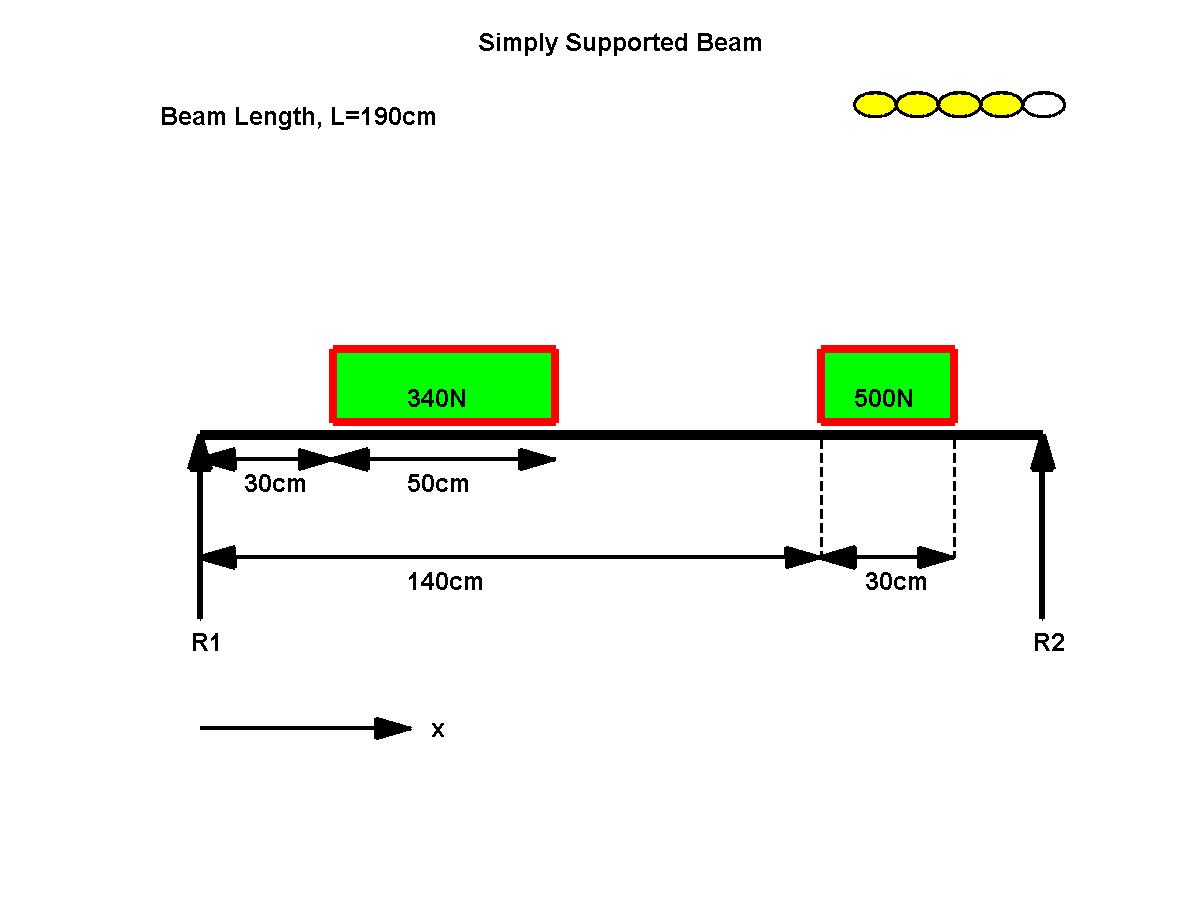 Simply Supported Beam
Beam Length, L=190cm
340N
500N
30cm
50cm
140cm
30cm
R1
R2
x